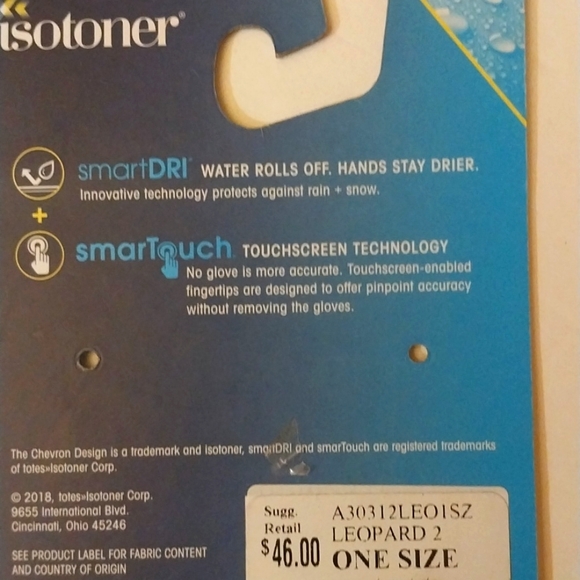 isotoner®
smartDRI® WATER ROLLS OFF. HANDS STAY DRIER.
Innovative technology protects against rain + snow.
+
smarTouch® TOUCHSCREEN TECHNOLOGY
No glove is more accurate. Touchscreen-enabled
fingertips are designed to offer pinpoint accuracy
without removing the gloves.
The Chevron Design is a trademark and isotoner, smartDRI and smarTouch are registered trademarks
of totes»Isotoner Corp.
© 2018, totes»Isotoner Corp.
9655 International Blvd.
Cincinnati, Ohio 45246
SEE PRODUCT LABEL FOR FABRIC CONTENT
AND COUNTRY OF ORIGIN
Sugg.
Retail
$46.00
A30312LEO1SZ
LEOPARD 2
ONE SIZE